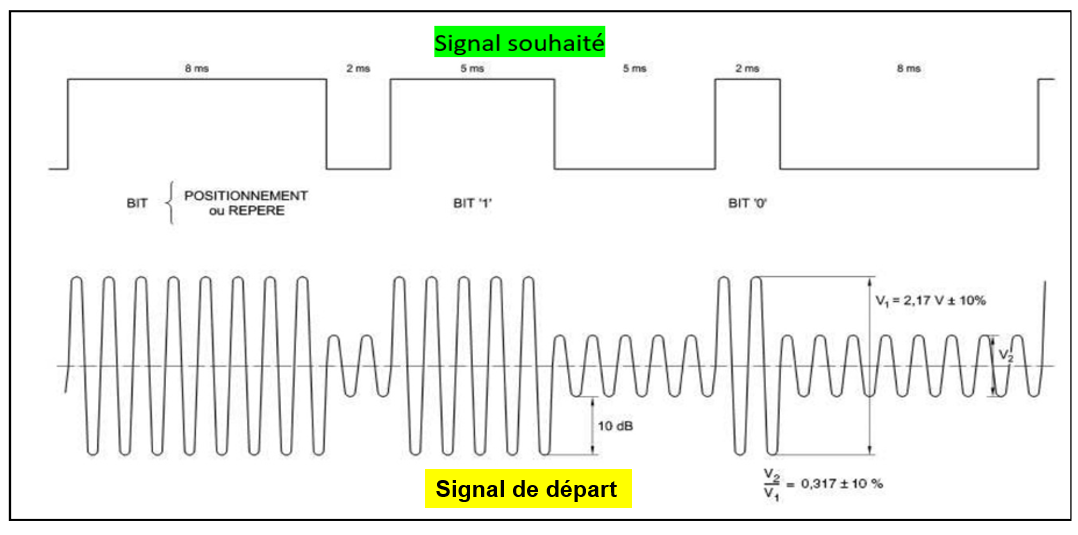 Signal souhaité
8 ms 2 ms 5 ms 5 ms 2 ms 8 ms
BIT { POSITIONNEMENT
ou REPERE
BIT '1'
BIT '0'
V1 = 2,17 V ± 10%
V2
10 dB
V2
V1 = 0,317 ± 10 %
Signal de départ